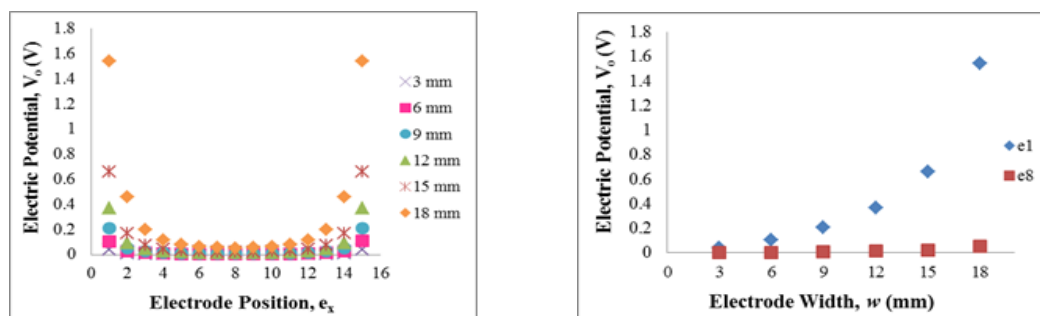 1.8
1.6
1.4
1.2
1
0.8
0.6
0.4
0.2
0
Electric Potential, Vₒ (V)
0 2 4 6 8 10 12 14 16
Electrode Position, eₓ
3 mm
6 mm
9 mm
12 mm
15 mm
18 mm
1.8
1.6
1.4
1.2
1
0.8
0.6
0.4
0.2
0
Electric Potential, Vₒ (V)
0 3 6 9 12 15 18
Electrode Width, w (mm)
e1
e8